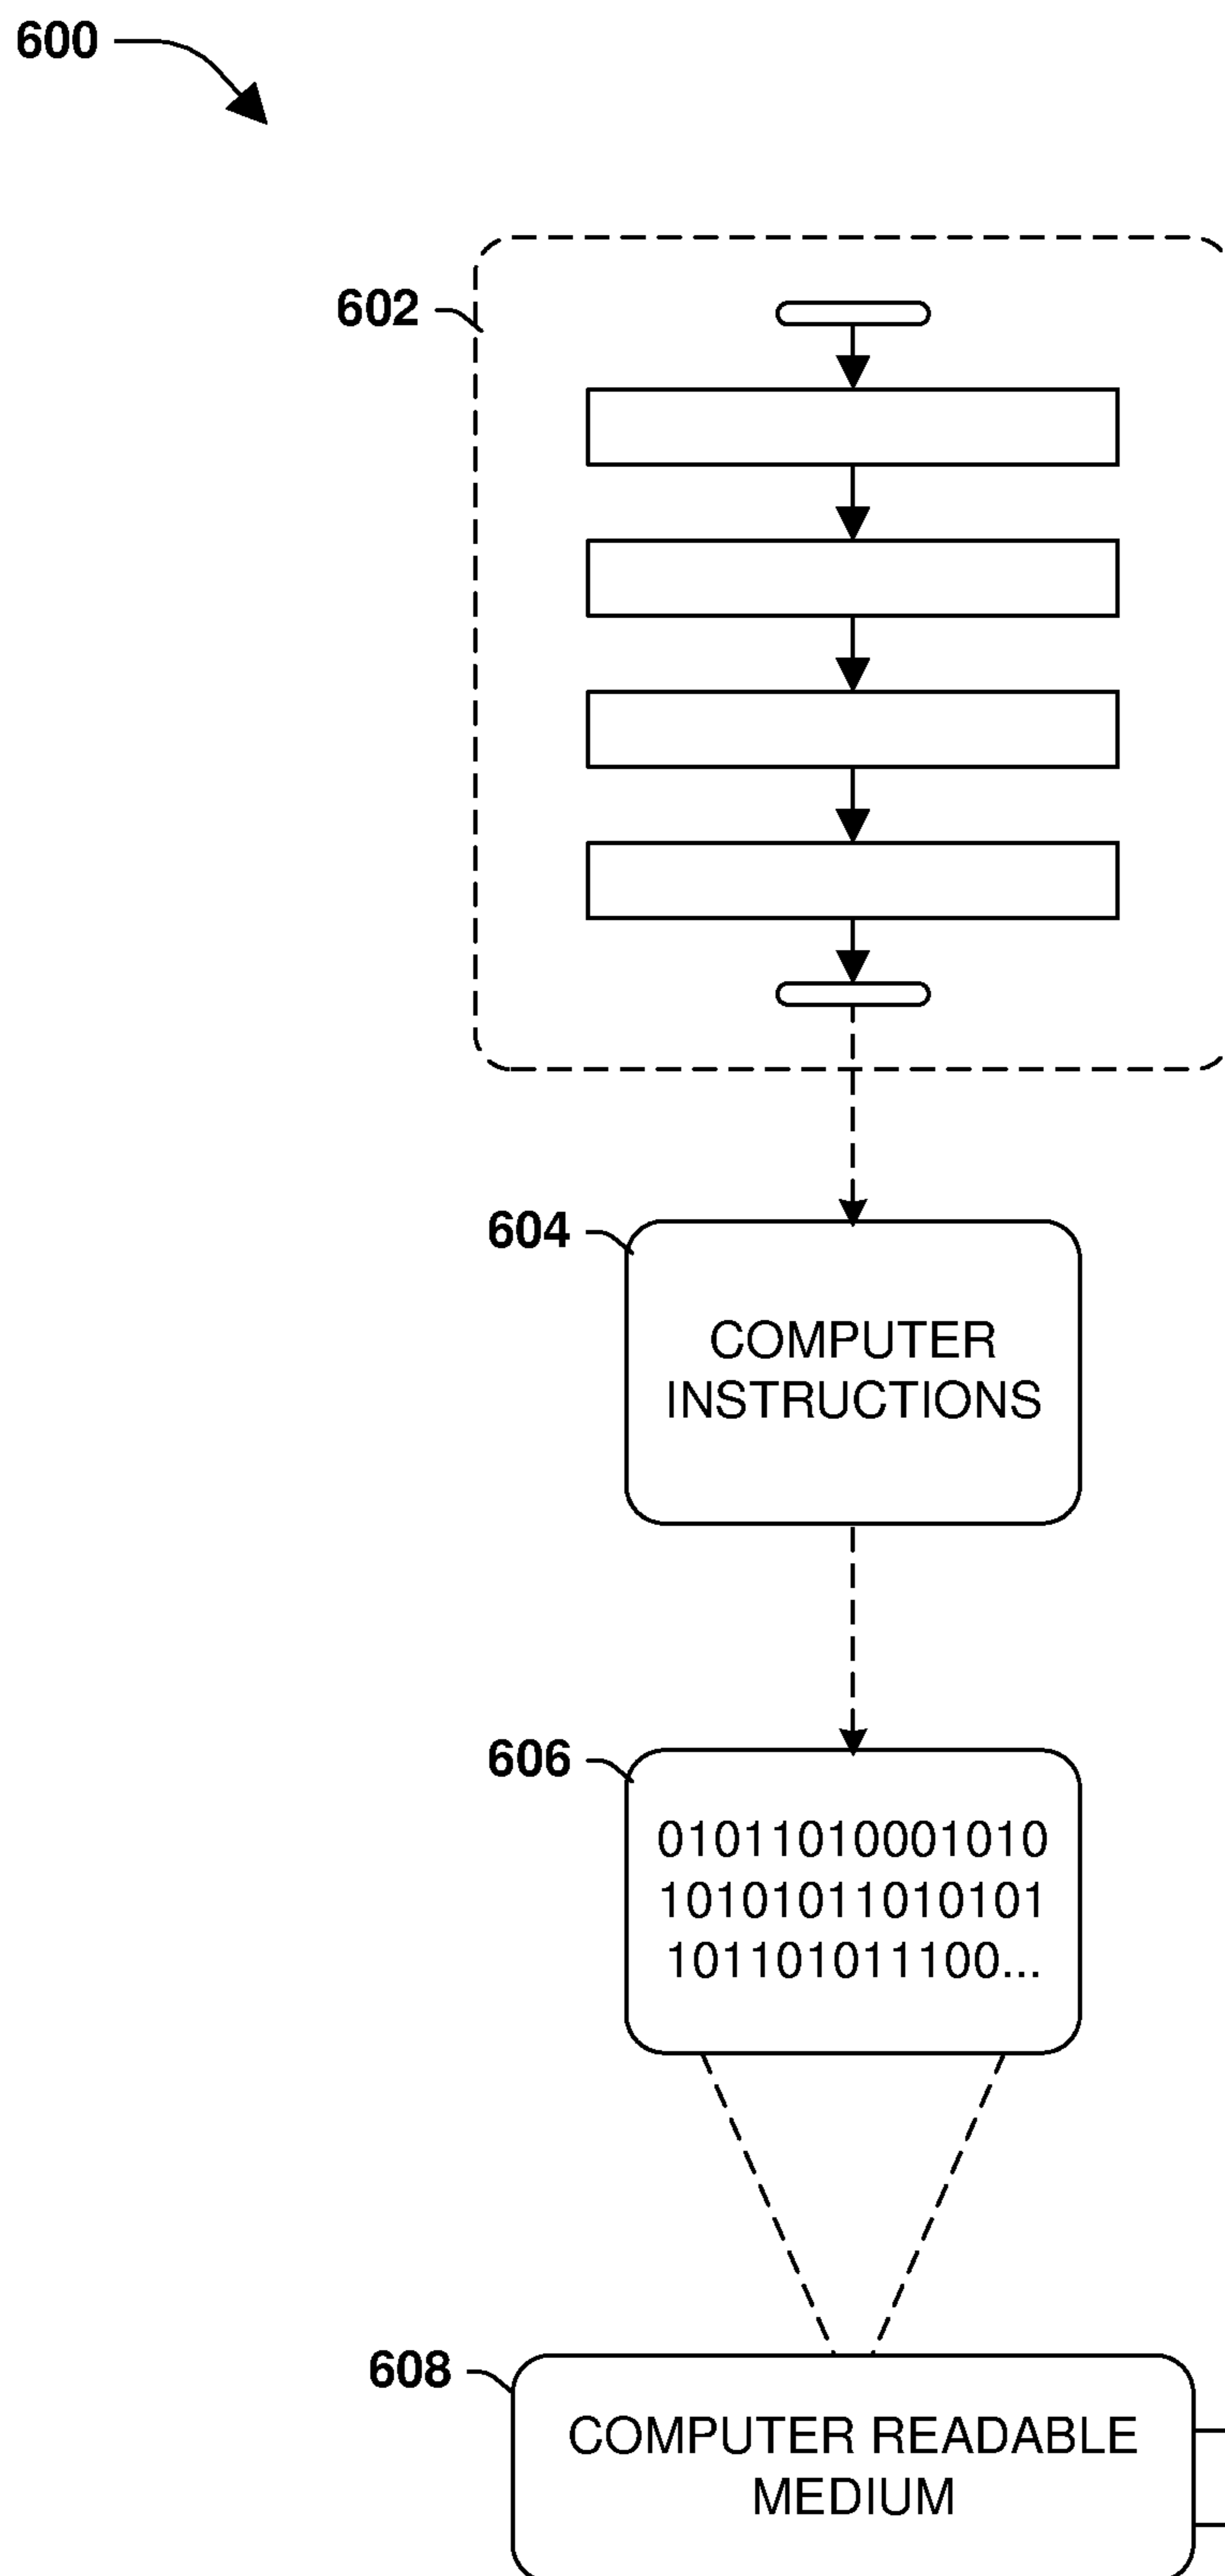 600
602
604
COMPUTER
INSTRUCTIONS
606
01011010001010
10101011010101
101101011100...
608
COMPUTER READABLE
MEDIUM